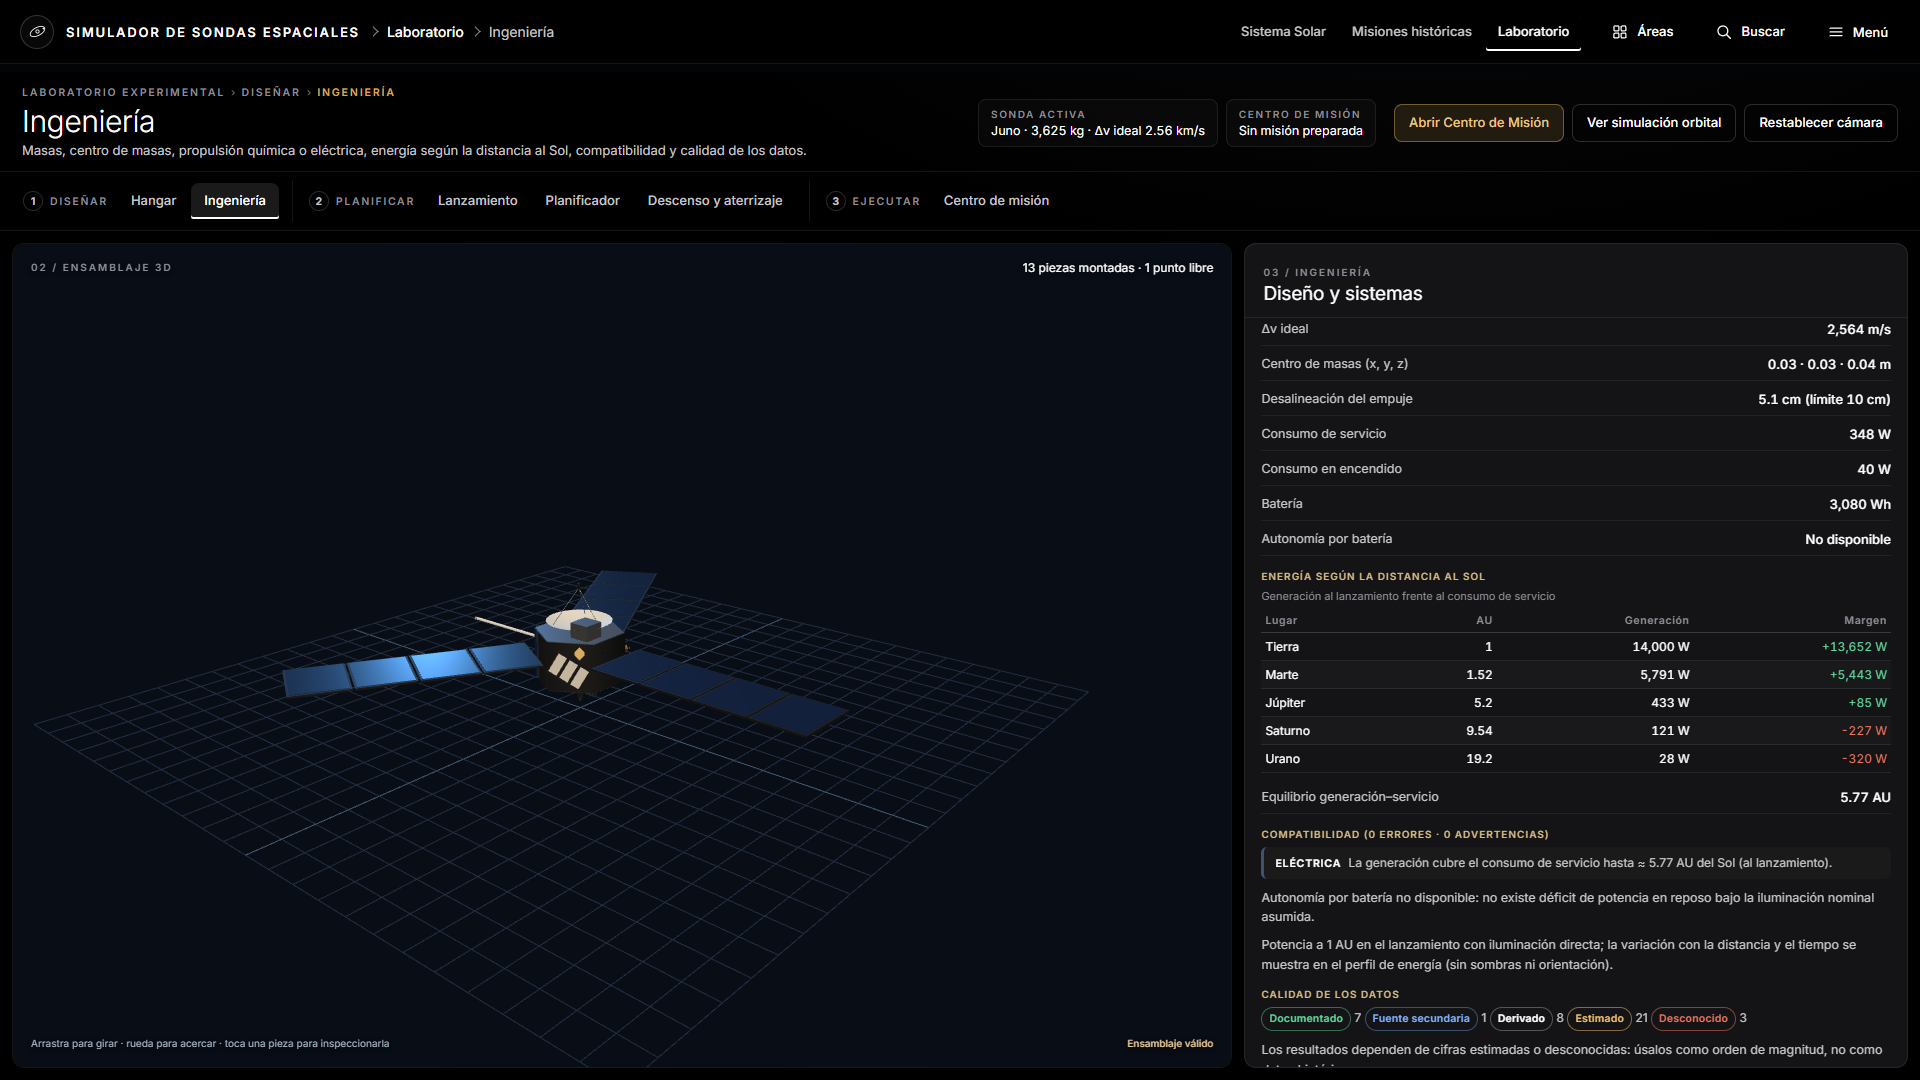 SIMULADOR DE SONDAS ESPACIALES > Laboratorio > Ingeniería
Sistema Solar Misiones históricas Laboratorio Áreas Buscar Menú
LABORATORIO EXPERIMENTAL › DISEÑAR › INGENIERÍA
Ingeniería
Masas, centro de masas, propulsión química o eléctrica, energía según la distancia al Sol, compatibilidad y calidad de los datos.
SONDA ACTIVA
Juno · 3,625 kg · Δv ideal 2.56 km/s
CENTRO DE MISIÓN
Sin misión preparada
Abrir Centro de Misión Ver simulación orbital Restablecer cámara
1 DISEÑAR Hangar Ingeniería 2 PLANIFICAR Lanzamiento Planificador Descenso y aterrizaje 3 EJECUTAR Centro de misión
02 / ENSAMBLAJE 3D
13 piezas montadas · 1 punto libre
Arrastra para girar · rueda para acercar · toca una pieza para inspeccionarla
Ensamblaje válido
03 / INGENIERÍA
Diseño y sistemas
Δv ideal 2,564 m/s
Centro de masas (x, y, z) 0.03 · 0.03 · 0.04 m
Desalineación del empuje 5.1 cm (límite 10 cm)
Consumo de servicio 348 W
Consumo en encendido 40 W
Batería 3,080 Wh
Autonomía por batería No disponible
ENERGÍA SEGÚN LA DISTANCIA AL SOL
Generación al lanzamiento frente al consumo de servicio
Lugar AU Generación Margen
Tierra 1 14,000 W +13,652 W
Marte 1.52 5,791 W +5,443 W
Júpiter 5.2 433 W +85 W
Saturno 9.54 121 W -227 W
Urano 19.2 28 W -320 W
Equilibrio generación–servicio 5.77 AU
COMPATIBILIDAD (0 ERRORES · 0 ADVERTENCIAS)
ELÉCTRICA La generación cubre el consumo de servicio hasta ≈ 5.77 AU del Sol (al lanzamiento).
Autonomía por batería no disponible: no existe déficit de potencia en reposo bajo la iluminación nominal
asumida.
Potencia a 1 AU en el lanzamiento con iluminación directa; la variación con la distancia y el tiempo se
muestra en el perfil de energía (sin sombras ni orientación).
CALIDAD DE LOS DATOS
Documentado 7 Fuente secundaria 1 Derivado 8 Estimado 21 Desconocido 3
Los resultados dependen de cifras estimadas o desconocidas: úsalos como orden de magnitud, no como